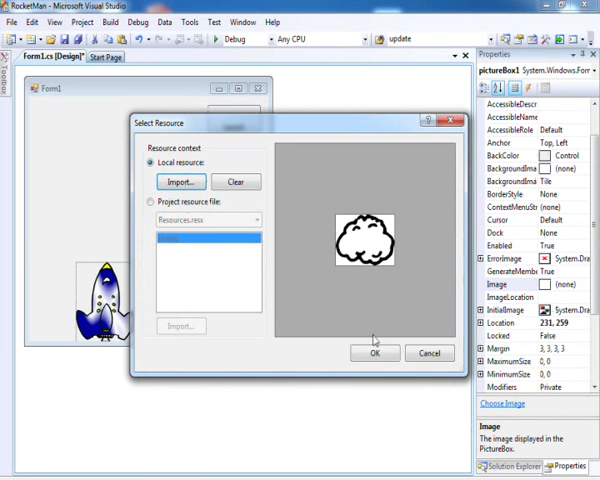 RocketMan - Microsoft Visual Studio
File Edit View Project Build Debug Data Tools Test Window Help
Debug Any CPU update
Form1.cs [Design]* Start Page
Toolbox
Form1
Select Resource
Resource context
Local resource:
Import... Clear
Project resource file:
Resources.resx
Import...
OK Cancel
Properties
pictureBox1 System.Windows.Forr
AccessibleDescr
AccessibleName
AccessibleRole Default
Anchor Top, Left
BackColor Control
BackgroundIma (none)
BackgroundIma Tile
BorderStyle None
ContextMenuStr (none)
Cursor Default
Dock None
Enabled True
ErrorImage System.Dra
GenerateMembe True
Image (none)
ImageLocation
InitialImage System.Dra
Location 231, 259
Locked False
Margin 3, 3, 3, 3
MaximumSize 0, 0
MinimumSize 0, 0
Modifiers Private
Choose Image
Image
The image displayed in the
PictureBox.
Solution Explorer Properties